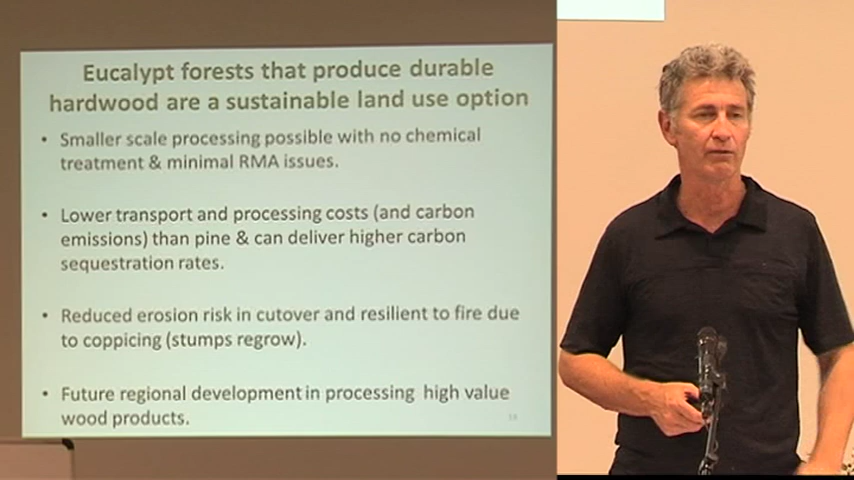 Eucalypt forests that produce durable
hardwood are a sustainable land use option
• Smaller scale processing possible with no chemical
treatment & minimal RMA issues.
• Lower transport and processing costs (and carbon
emissions) than pine & can deliver higher carbon
sequestration rates.
• Reduced erosion risk in cutover and resilient to fire due
to coppicing (stumps regrow).
• Future regional development in processing high value
wood products.